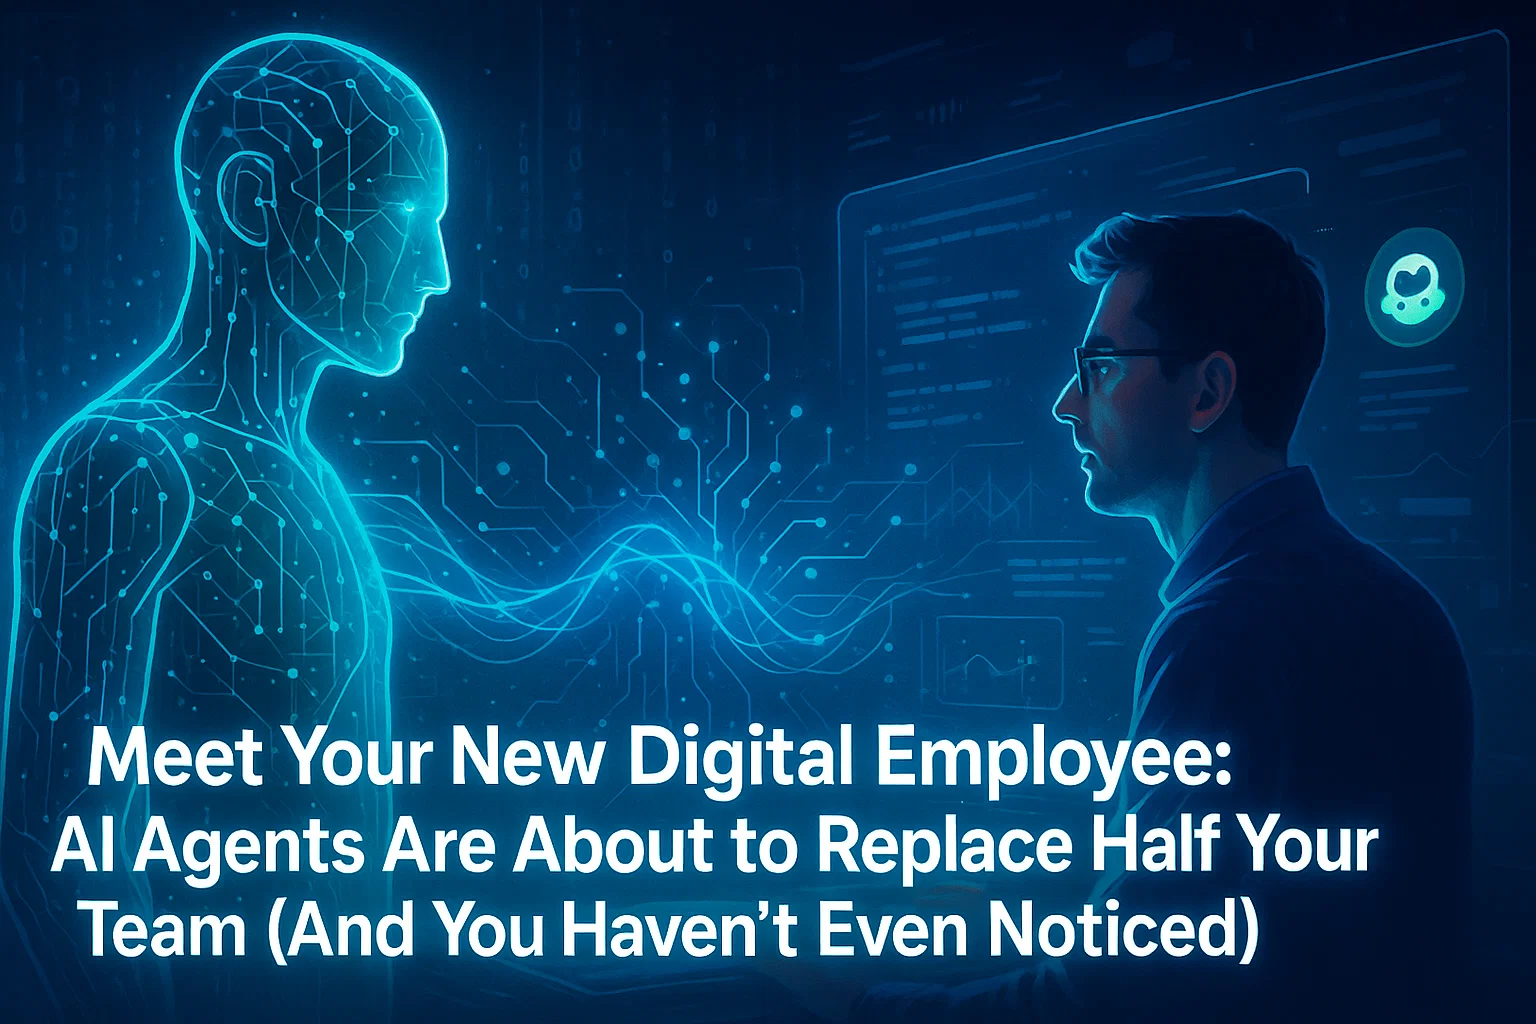 Meet Your New Digital Employee:
AI Agents Are About to Replace Half Your
Team (And You Haven’t Even Noticed)